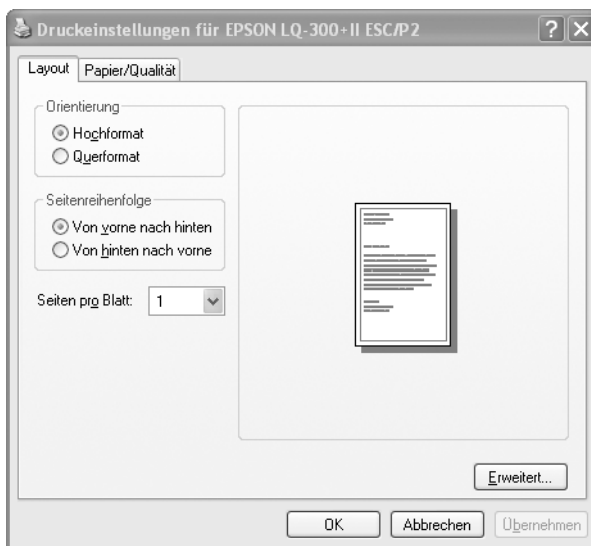 Druckeinstellungen für EPSON LQ-300+II ESC/P2
Layout
Papier/Qualität
Orientierung
Hochformat
Querformat
Seitenreihenfolge
Von vorne nach hinten
Von hinten nach vorne
Seiten pro Blatt: 1
Erweitert...
OK
Abbrechen
Übernehmen